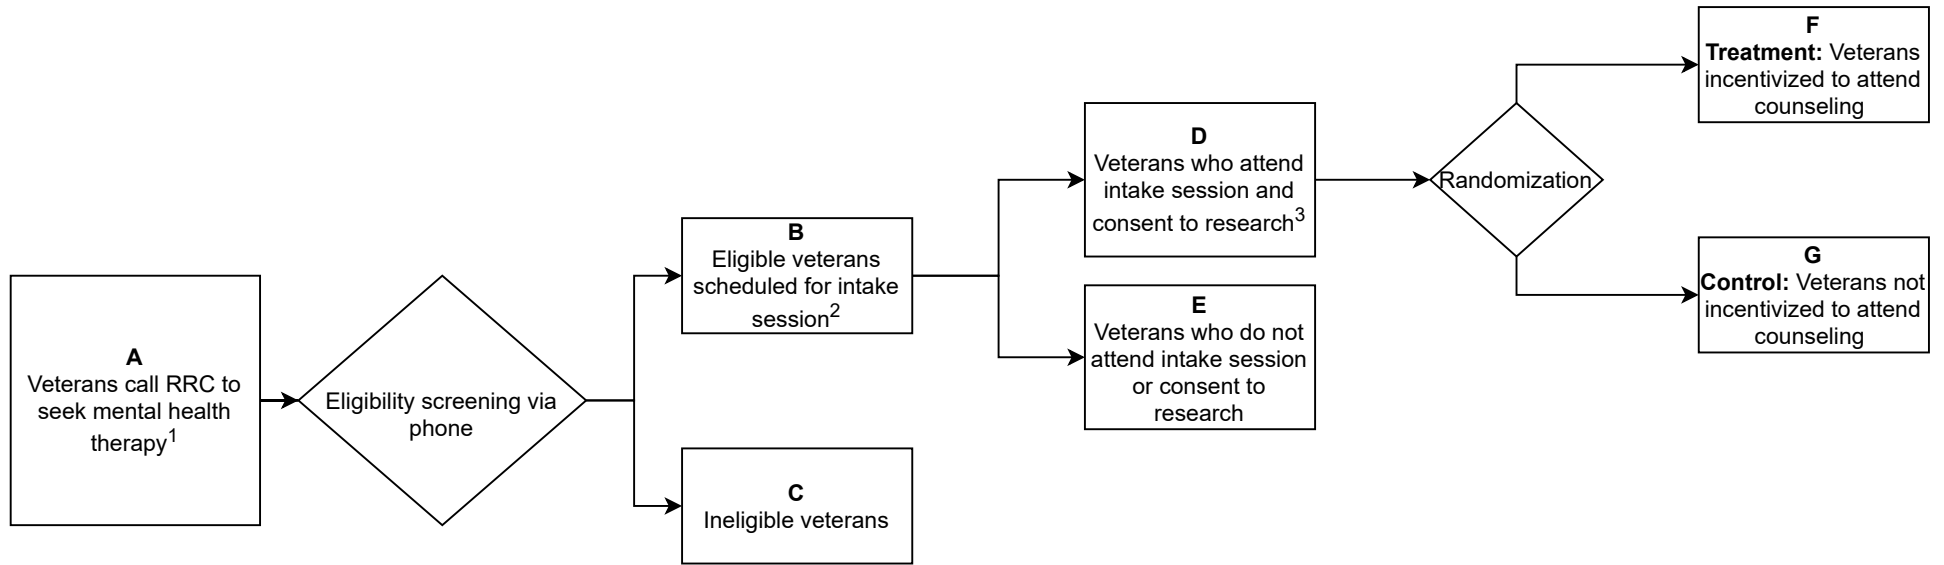 A
Veterans call RRC to
seek mental health
therapy1
Eligibility screening via
phone
B
Eligible veterans
scheduled for intake
session2
C
Ineligible veterans
D
Veterans who attend
intake session and
consent to research3
E
Veterans who do not
attend intake session
or consent to
research
Randomization
F
Treatment: Veterans
incentivized to attend
counseling
G
Control: Veterans not
incentivized to attend
counseling